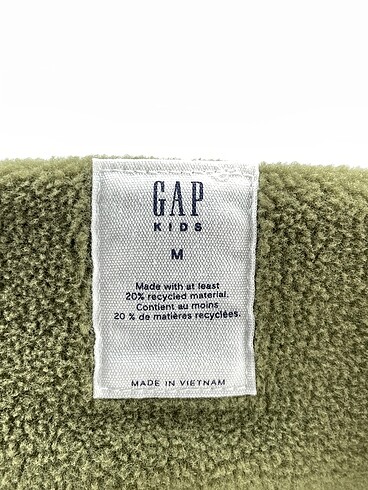 GAP
KIDS
M
Made with at least
20% recycled material.
Contient au moins
20 % de matières recyclées.
MADE IN VIETNAM